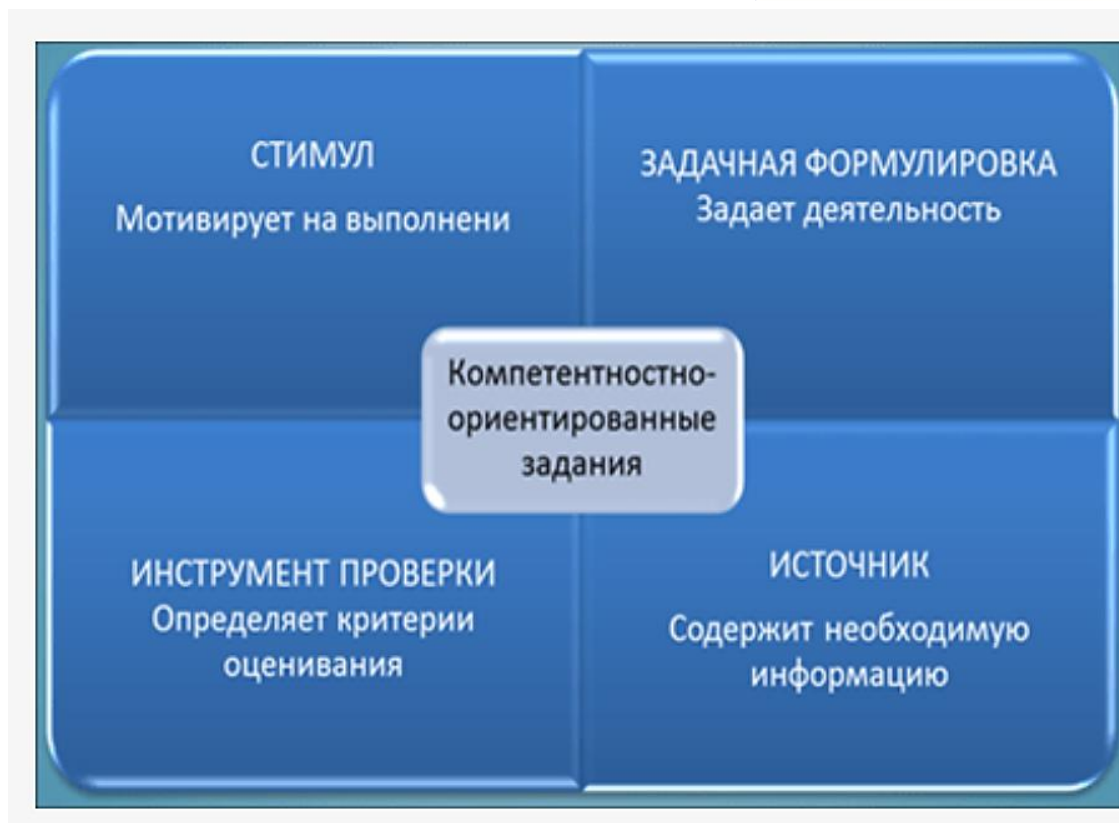 СТИМУЛ
Мотивирует на выполнени
ЗАДАЧНАЯ ФОРМУЛИРОВКА
Задает деятельность
Компетентностно-
ориентированные
задания
ИНСТРУМЕНТ ПРОВЕРКИ
Определяет критерии
оценивания
ИСТОЧНИК
Содержит необходимую
информацию